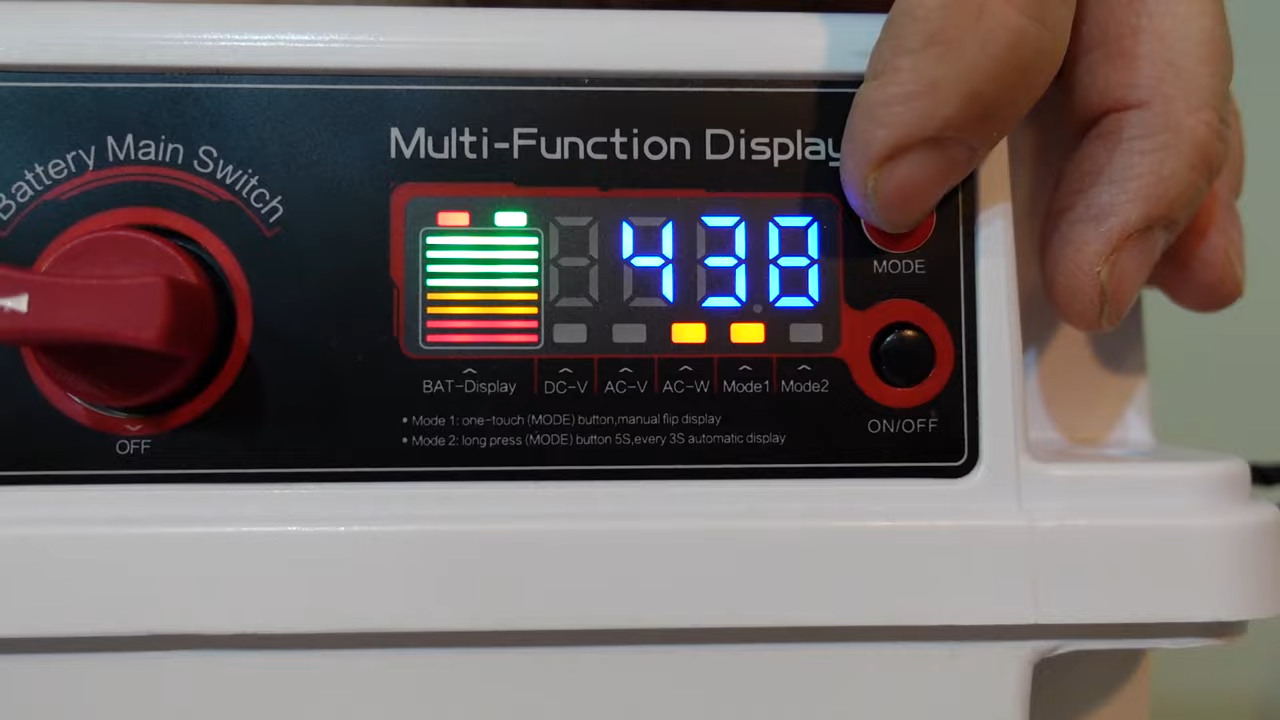 Battery Main Switch
OFF
Multi-Function Display
438
MODE
BAT-Display DC-V AC-V AC-W Mode1 Mode2
• Mode 1: one-touch (MODE) button,manual flip display
• Mode 2: long press (MODE) button 5S,every 3S automatic display
ON/OFF